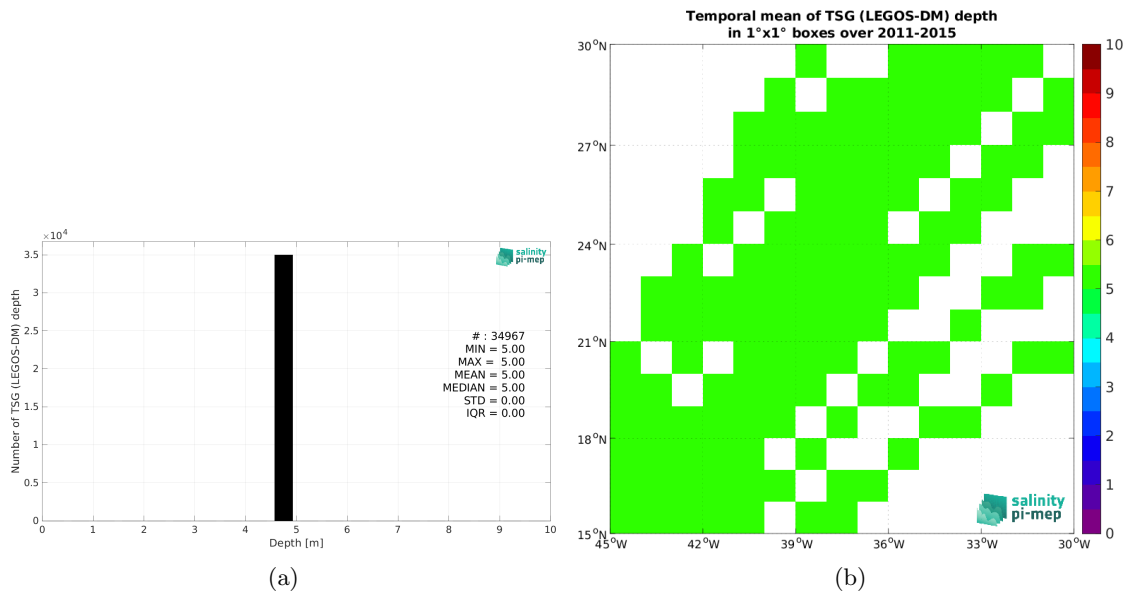 ×10⁴
3.5
3
2.5
2
1.5
1
0.5
0
Number of TSG (LEGOS-DM) depth
salinity
pi-mep
# : 34967
MIN = 5.00
MAX = 5.00
MEAN = 5.00
MEDIAN = 5.00
STD = 0.00
IQR = 0.00
0 1 2 3 4 5 6 7 8 9 10
Depth [m]
(a)
Temporal mean of TSG (LEGOS-DM) depth
in 1°x1° boxes over 2011-2015
30°N
27°N
24°N
21°N
18°N
15°N
45°W 42°W 39°W 36°W 33°W 30°W
salinity
pi-mep
10
9
8
7
6
5
4
3
2
1
0
(b)